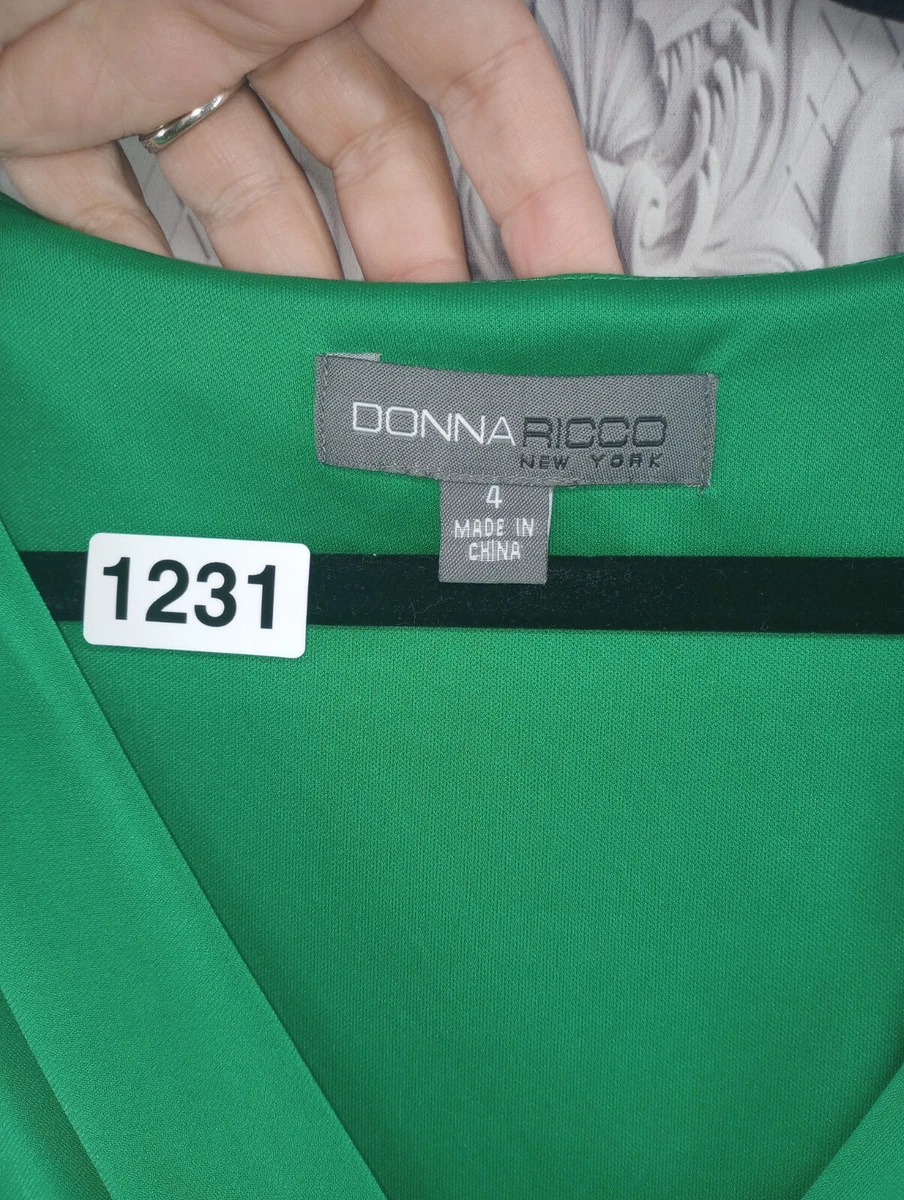 DONNA RICCO
NEW YORK
4
MADE IN
CHINA
1231